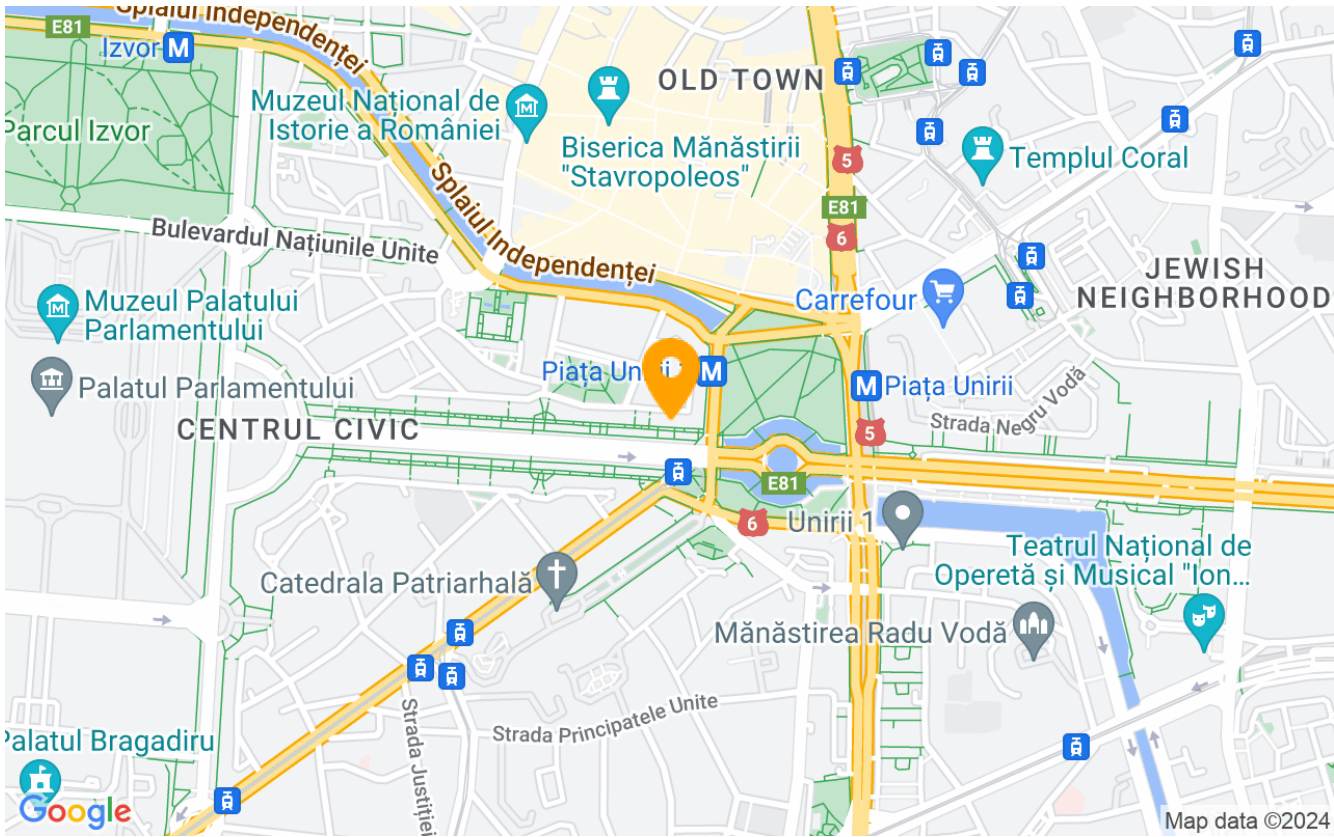 Splaiul Independenței
E81
Izvor
M
OLD TOWN
Muzeul Național de
Istorie a României
Parcul Izvor
Biserica Mănăstirii
"Stavropoleos"
5
Templul Coral
E81
6
Splaiul Independenței
Bulevardul Națiunile Unite
JEWISH
NEIGHBORHOOD
Muzeul Palatului
Parlamentului
Carrefour
Piața Unirii
M
M
Piața Unirii
Palatul Parlamentului
CENTRUL CIVIC
Strada Negru Vodă
5
E81
6
Unirii 1
Teatrul Național de
Operetă și Musical "Ion...
Catedrala Patriarhală
Mănăstirea Radu Vodă
Strada Principatele Unite
Strada Justiției
Palatul Bragadiru
Google
Map data ©2024